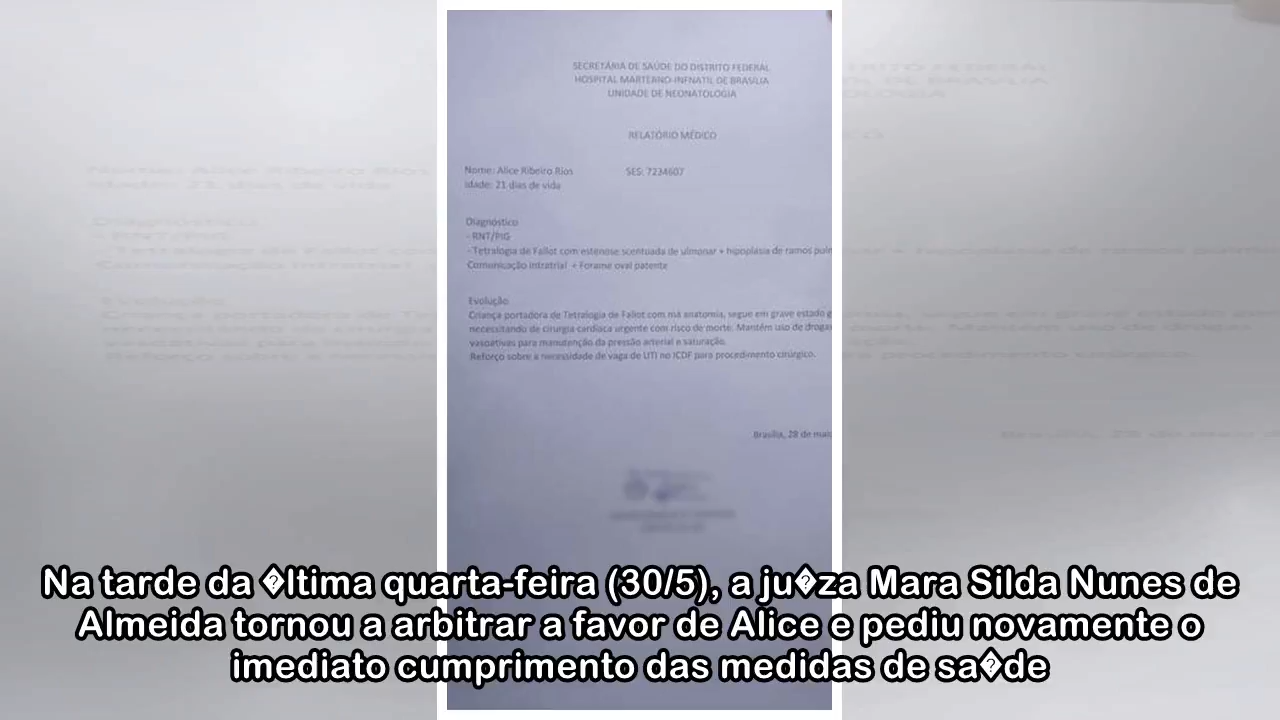 SECRETÁRIA DE SAÚDE DO DISTRITO FEDERAL
HOSPITAL MARTERNO-INFNATIL DE BRASÍLIA
UNIDADE DE NEONATOLOGIA
RELATÓRIO MÉDICO
Nome: Alice Ribeiro Rios SES: 7234607
Idade: 21 dias de vida
Diagnóstico
- RNT/PIG
- Tetralogia de Fallot com estenose scentuada de ulmonar + hipoplasia de ramos pulm
Comunicação intratrial + Forame oval patente
Evolução
Criança portadora de Tetralogia de Fallot com má anatomia, segue em grave estado g
necessitando de cirurgia cardíaca urgente com risco de morte. Mantém uso de drogas
vasoativas para manutenção da pressão arterial e saturação.
Reforço sobre a necessidade de vaga de UTI no ICDF para procedimento cirúrgico.
Brasília, 28 de maio
Na tarde da �ltima quarta-feira (30/5), a ju�za Mara Silda Nunes de
Almeida tornou a arbitrar a favor de Alice e pediu novamente o
imediato cumprimento das medidas de sa�de